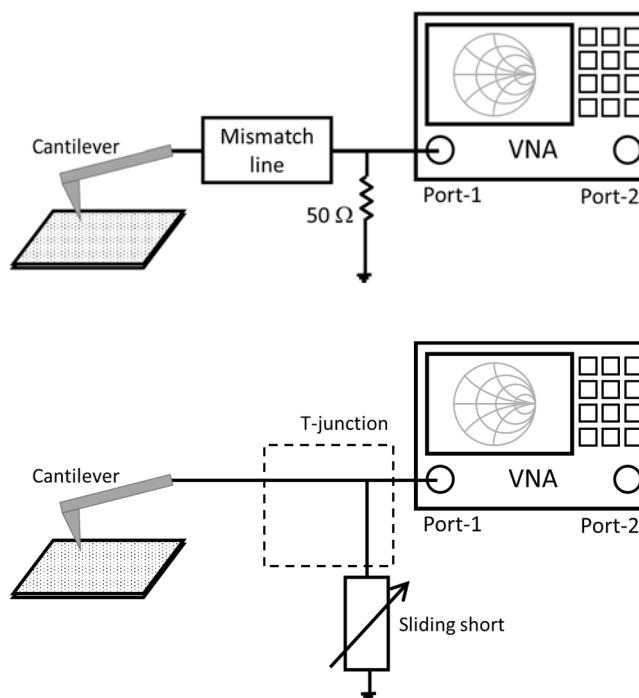 Cantilever
Mismatch
line
VNA
50 Ω
Port-1
Port-2
T-junction
Cantilever
VNA
Port-1
Port-2
Sliding short